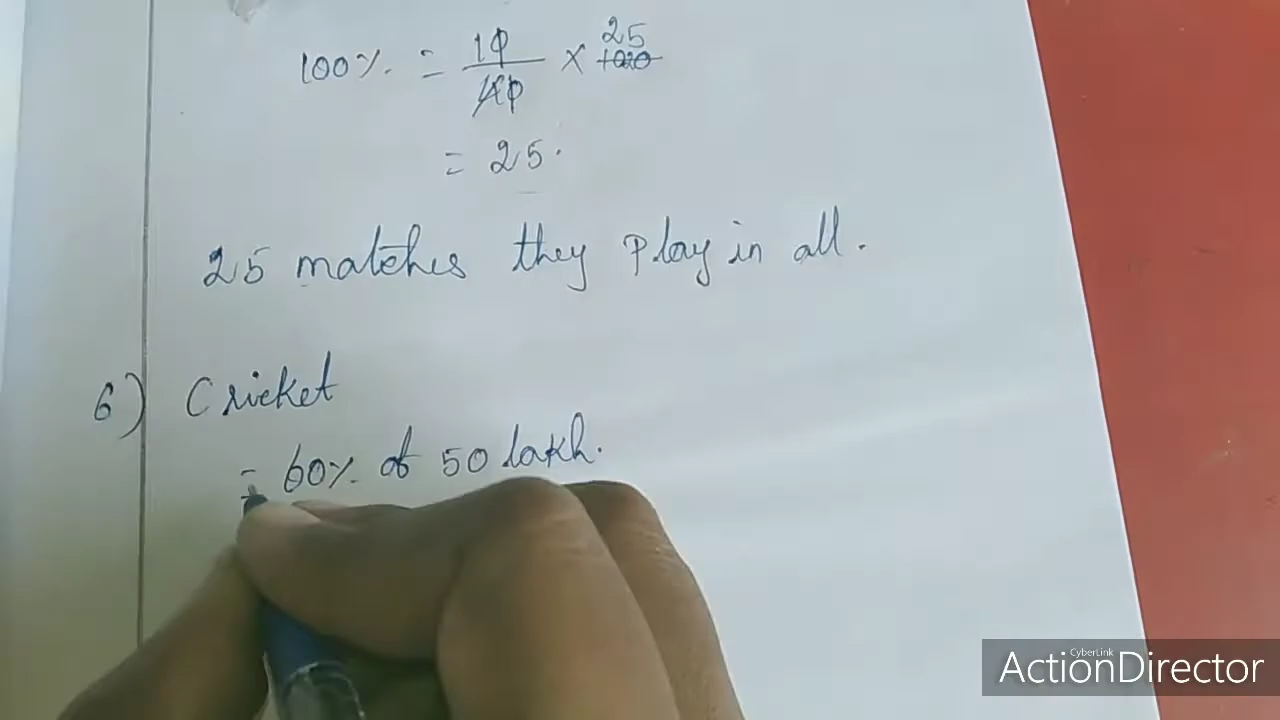 100% = 10/40 × 25 100
= 25.
25 matches they play in all.
6) Cricket
= 60% of 50 lakh.
=
CyberLink
ActionDirector